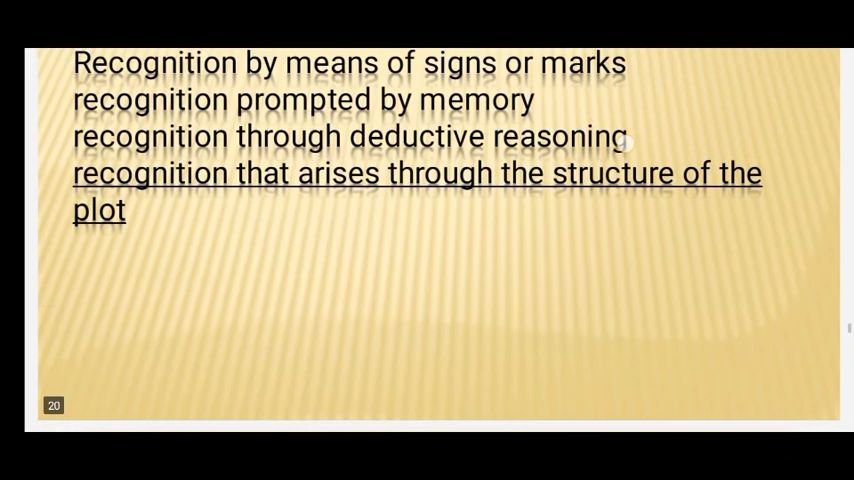 Recognition by means of signs or marks
recognition prompted by memory
recognition through deductive reasoning
recognition that arises through the structure of the
plot
20